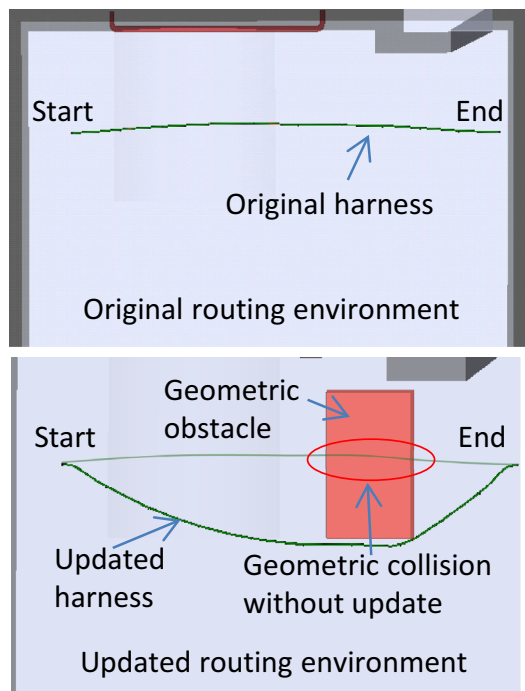 Start
End
Original harness
Original routing environment
Geometric
obstacle
Start
End
Updated
harness
Geometric collision
without update
Updated routing environment